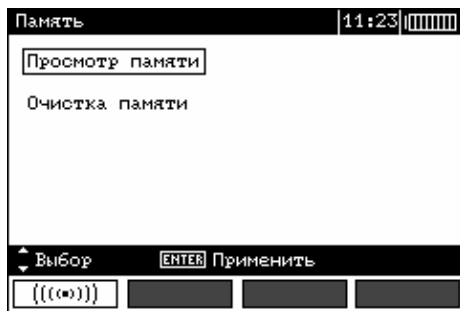 Память 11:23
Просмотр памяти
Очистка памяти
Выбор ENTER Применить